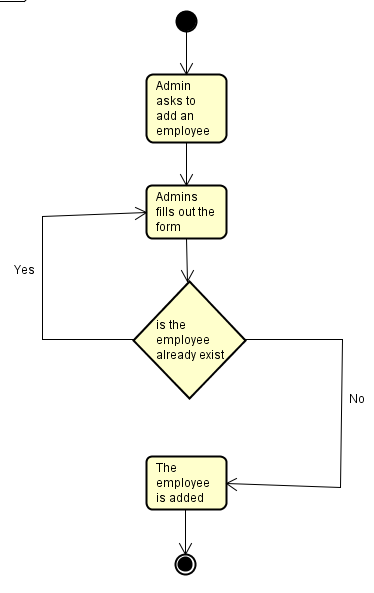 Admin
asks to
add an
employee
Admins
fills out the
form
Yes
is the
employee
already exist
No
The
employee
is added